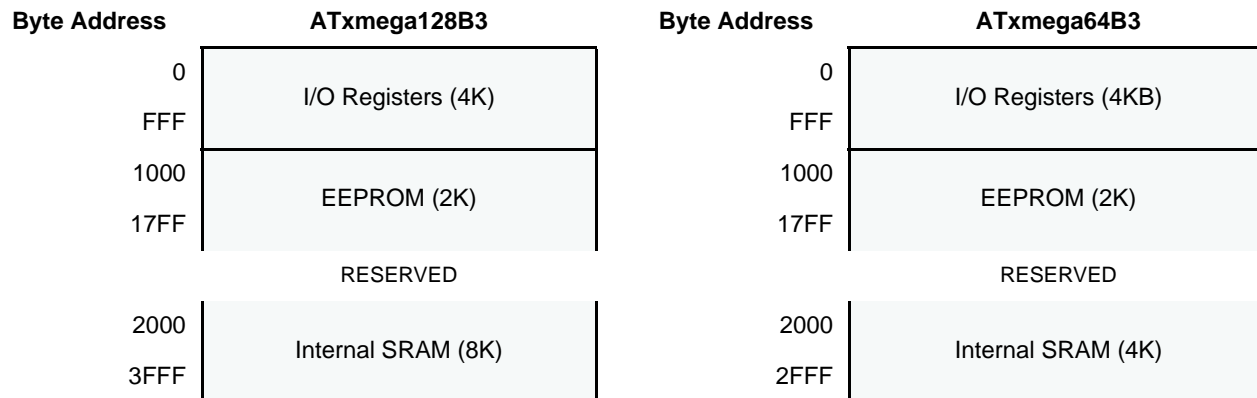 Byte Address ATxmega128B3 Byte Address ATxmega64B3
0 0
I/O Registers (4K) I/O Registers (4KB)
FFF FFF
1000 1000
EEPROM (2K) EEPROM (2K)
17FF 17FF
RESERVED RESERVED
2000 2000
Internal SRAM (8K) Internal SRAM (4K)
3FFF 2FFF